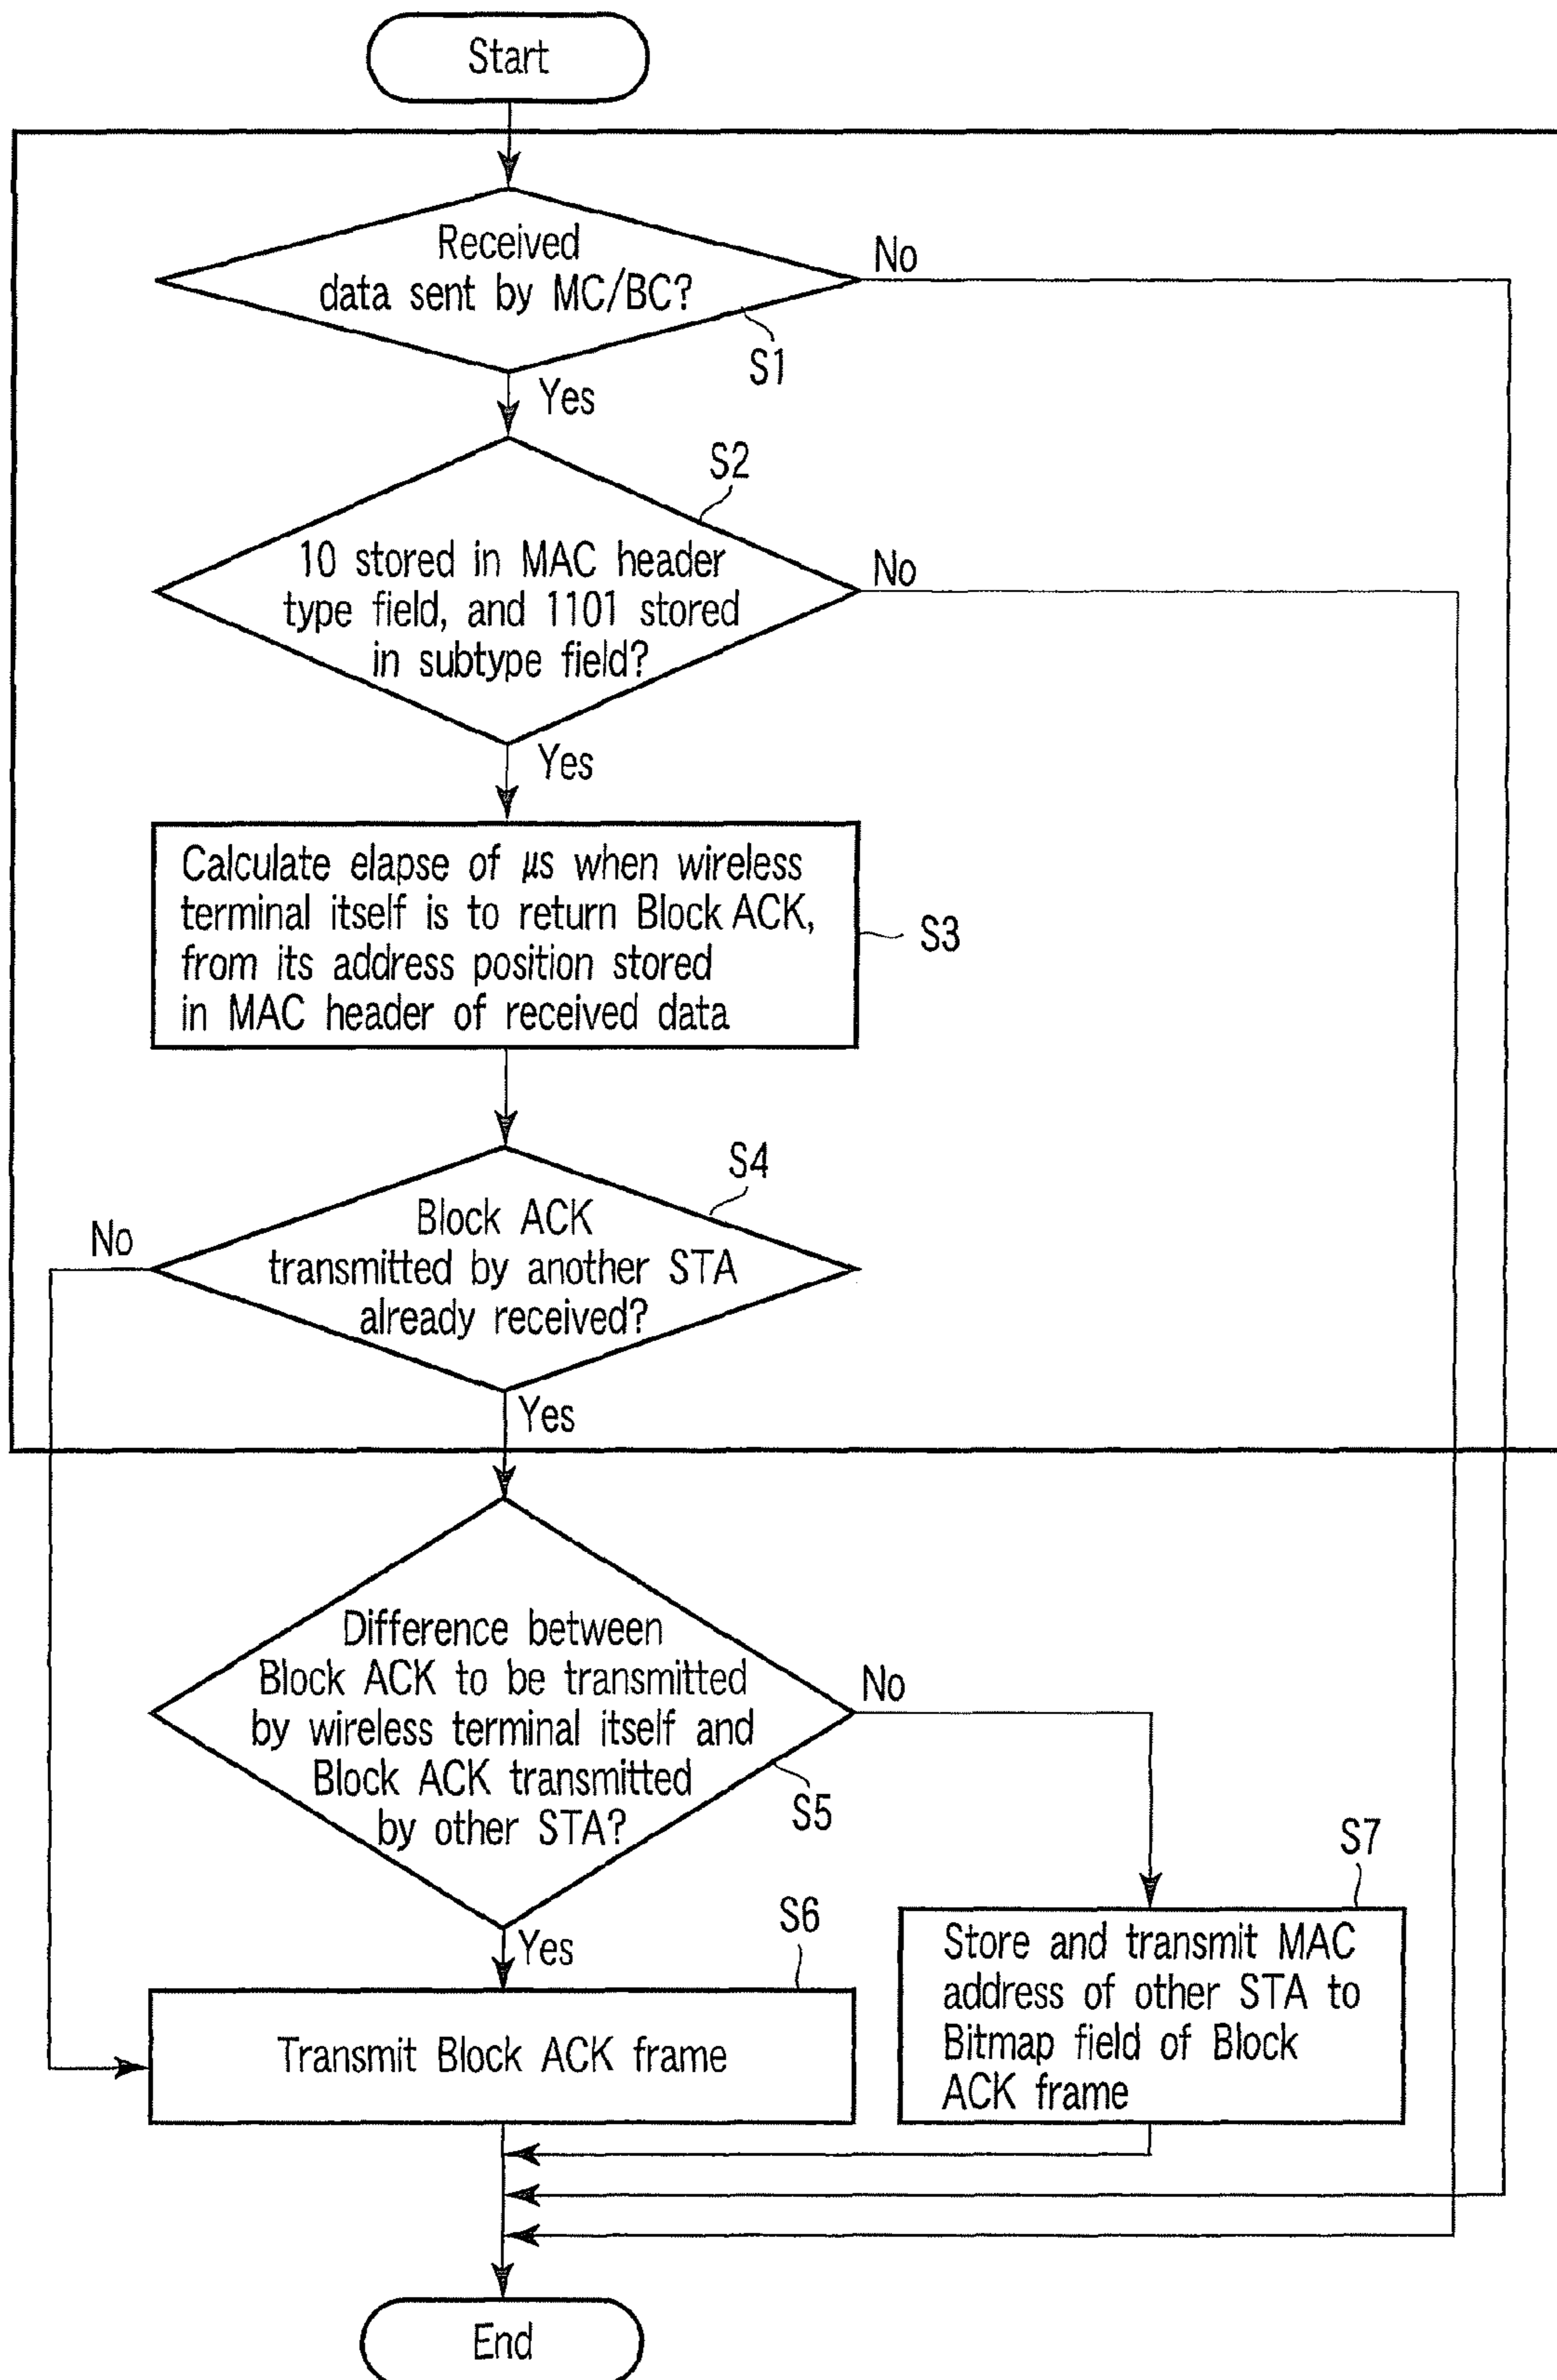 Start
Received
data sent by MC/BC?
No
S1
Yes
S2
10 stored in MAC header
type field, and 1101 stored
in subtype field?
No
Yes
Calculate elapse of µs when wireless
terminal itself is to return Block ACK,
from its address position stored
in MAC header of received data
S3
S4
Block ACK
transmitted by another STA
already received?
No
Yes
Difference between
Block ACK to be transmitted
by wireless terminal itself and
Block ACK transmitted
by other STA?
No
S5
Yes
S6
Transmit Block ACK frame
S7
Store and transmit MAC
address of other STA to
Bitmap field of Block
ACK frame
End